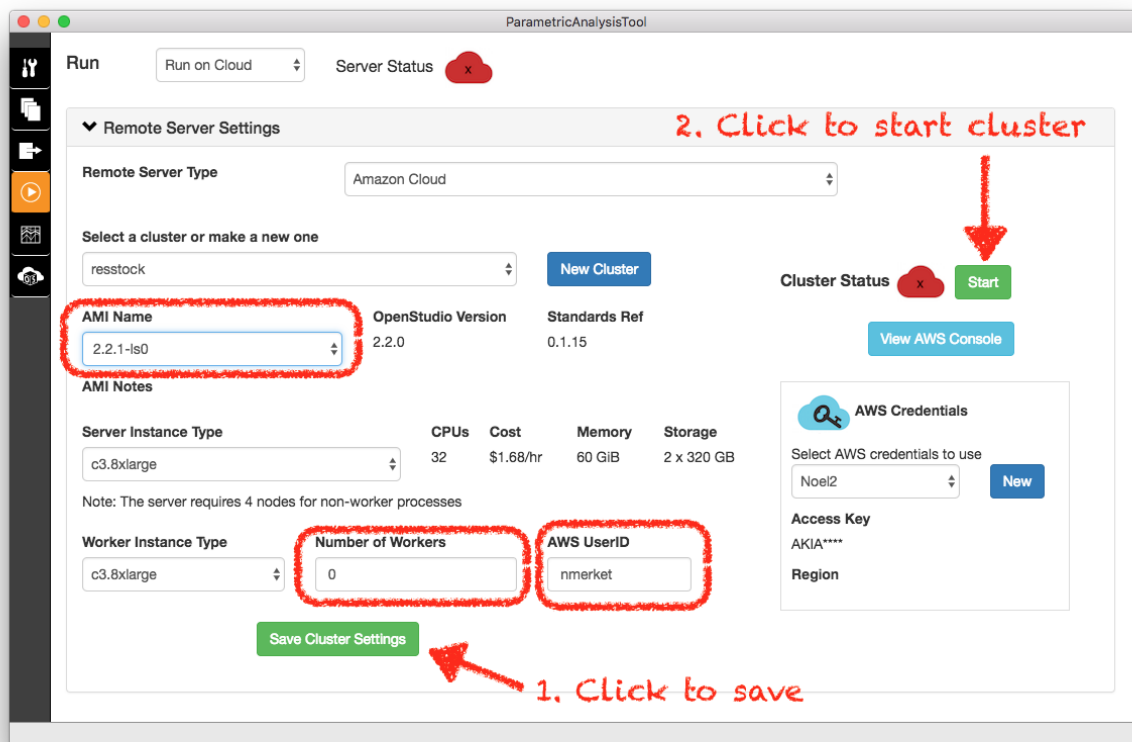 ParametricAnalysisTool
Run
Run on Cloud
Server Status
x
Remote Server Settings
2. Click to start cluster
Remote Server Type
Amazon Cloud
Select a cluster or make a new one
resstock
New Cluster
Cluster Status
x
Start
AMI Name
OpenStudio Version
Standards Ref
2.2.1-ls0
2.2.0
0.1.15
View AWS Console
AMI Notes
AWS Credentials
Server Instance Type
CPUs
Cost
Memory
Storage
c3.8xlarge
32
$1.68/hr
60 GiB
2 x 320 GB
Select AWS credentials to use
Noel2
New
Note: The server requires 4 nodes for non-worker processes
Access Key
AKIA****
Worker Instance Type
Number of Workers
AWS UserID
c3.8xlarge
0
nmerket
Region
Save Cluster Settings
1. Click to save